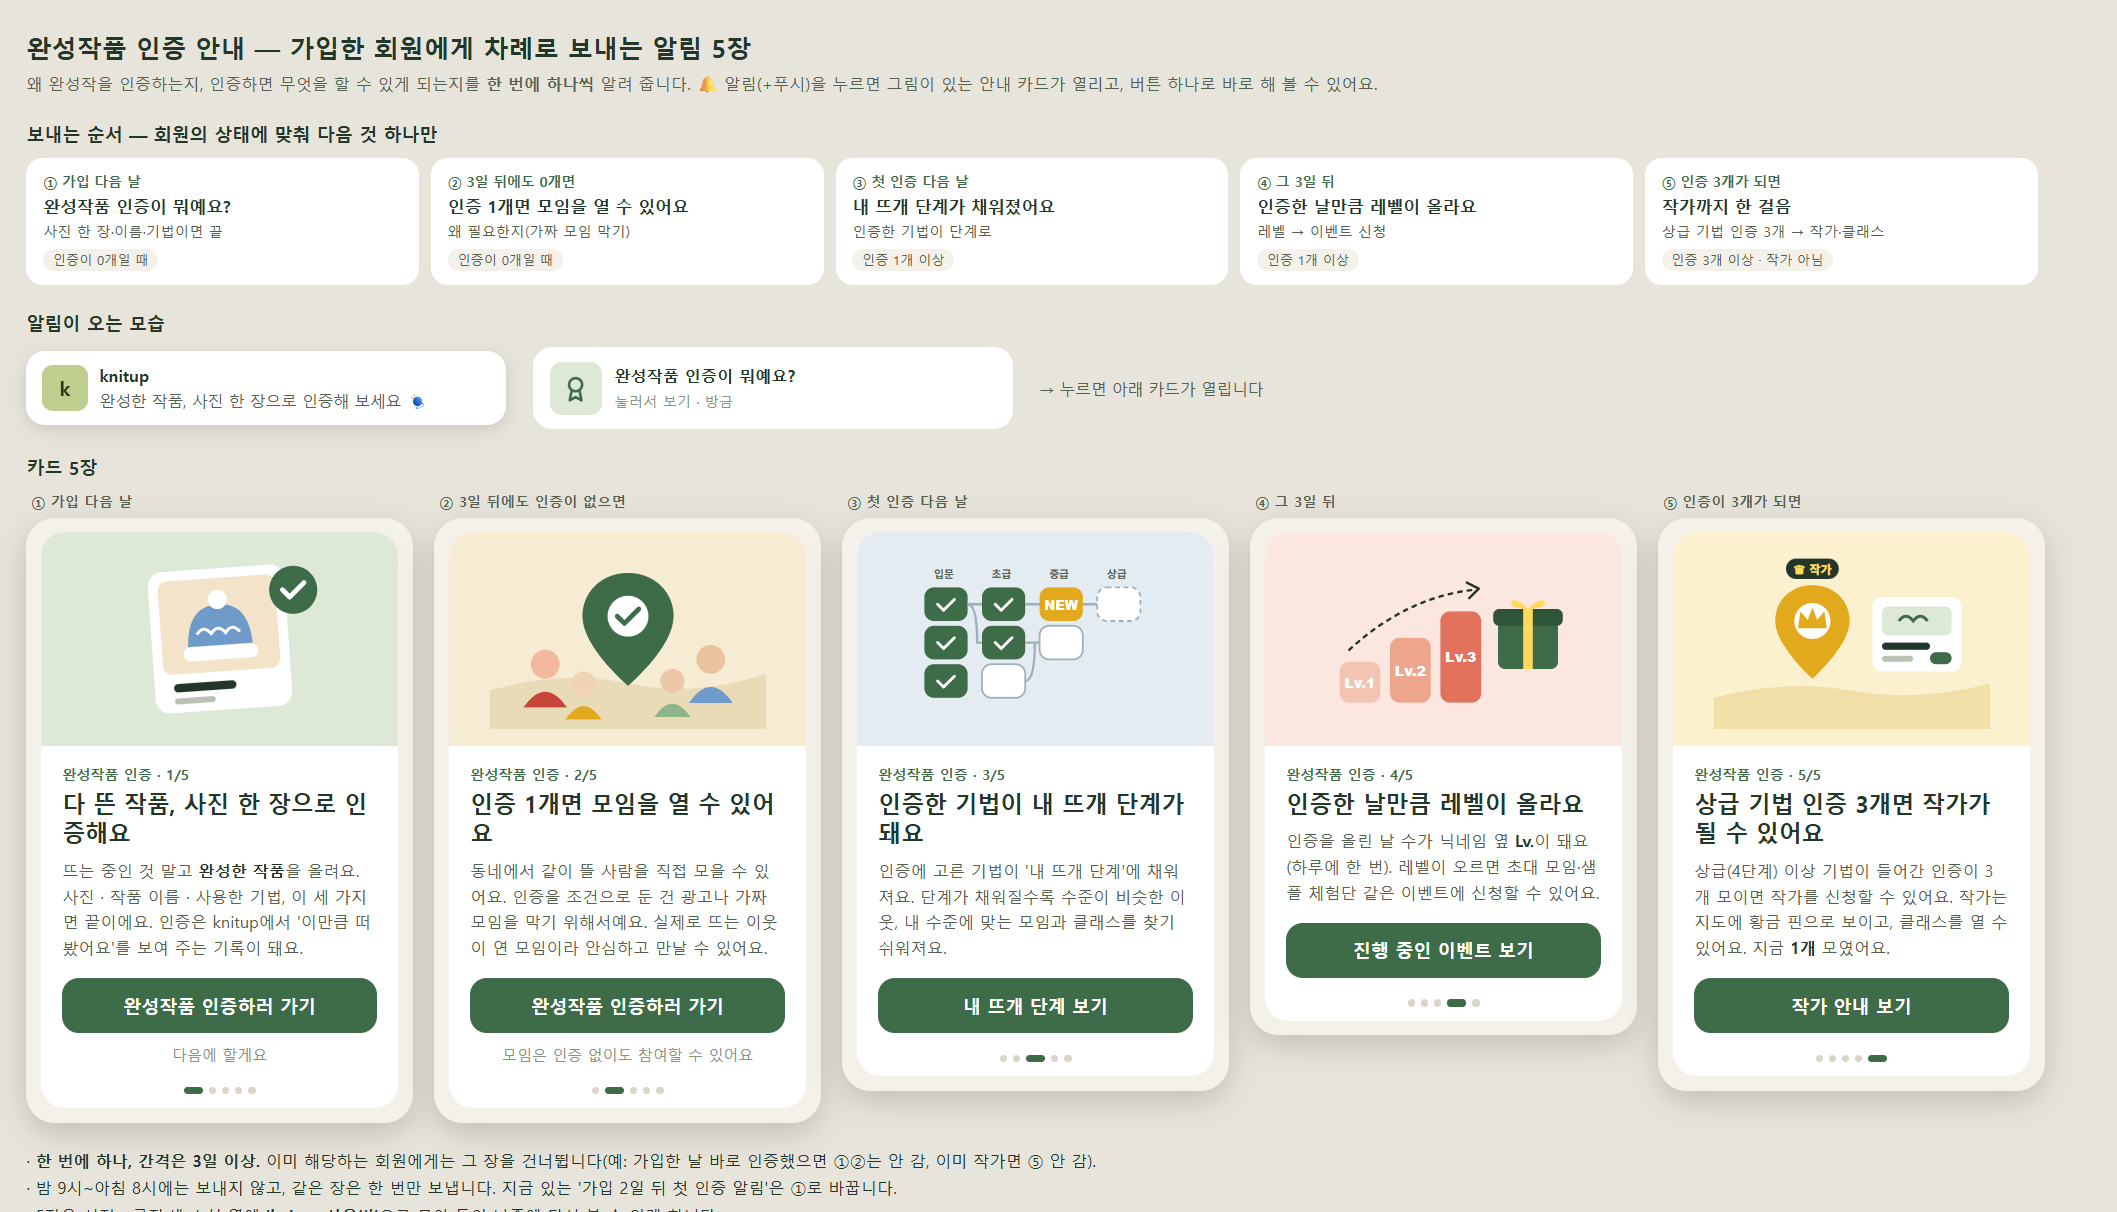 완성작품 인증 안내 — 가입한 회원에게 차례로 보내는 알림 5장
왜 완성작을 인증하는지, 인증하면 무엇을 할 수 있게 되는지를 한 번에 하나씩 알려 줍니다. 🔔 알림(+푸시)을 누르면 그림이 있는 안내 카드가 열리고, 버튼 하나로 바로 해 볼 수 있어요.
보내는 순서 — 회원의 상태에 맞춰 다음 것 하나만
① 가입 다음 날
완성작품 인증이 뭐예요?
사진 한 장·이름·기법이면 끝
인증이 0개일 때
② 3일 뒤에도 0개면
인증 1개면 모임을 열 수 있어요
왜 필요한지(가짜 모임 막기)
인증이 0개일 때
③ 첫 인증 다음 날
내 뜨개 단계가 채워졌어요
인증한 기법이 단계로
인증 1개 이상
④ 그 3일 뒤
인증한 날만큼 레벨이 올라요
레벨 → 이벤트 신청
인증 1개 이상
⑤ 인증 3개가 되면
작가까지 한 걸음
상급 기법 인증 3개 → 작가·클래스
인증 3개 이상 · 작가 아님
알림이 오는 모습
k
knitup
완성한 작품, 사진 한 장으로 인증해 보세요 🧶
완성작품 인증이 뭐예요?
눌러서 보기 · 방금
→ 누르면 아래 카드가 열립니다
카드 5장
① 가입 다음 날
완성작품 인증 · 1/5
다 뜬 작품, 사진 한 장으로 인
증해요
뜨는 중인 것 말고 완성한 작품을 올려요.
사진 · 작품 이름 · 사용한 기법, 이 세 가지
면 끝이에요. 인증은 knitup에서 '이만큼 떠
봤어요'를 보여 주는 기록이 돼요.
완성작품 인증하러 가기
다음에 할게요
② 3일 뒤에도 인증이 없으면
완성작품 인증 · 2/5
인증 1개면 모임을 열 수 있어
요
동네에서 같이 뜰 사람을 직접 모을 수 있
어요. 인증을 조건으로 둔 건 광고나 가짜
모임을 막기 위해서예요. 실제로 뜨는 이웃
이 연 모임이라 안심하고 만날 수 있어요.
완성작품 인증하러 가기
모임은 인증 없이도 참여할 수 있어요
③ 첫 인증 다음 날
입문 초급 중급 상급
NEW
완성작품 인증 · 3/5
인증한 기법이 내 뜨개 단계가
돼요
인증에 고른 기법이 '내 뜨개 단계'에 채워
져요. 단계가 채워질수록 수준이 비슷한 이
웃, 내 수준에 맞는 모임과 클래스를 찾기
쉬워져요.
내 뜨개 단계 보기
④ 그 3일 뒤
Lv.1 Lv.2 Lv.3
완성작품 인증 · 4/5
인증한 날만큼 레벨이 올라요
인증을 올린 날 수가 닉네임 옆 Lv.이 돼요
(하루에 한 번). 레벨이 오르면 초대 모임·샘
플 체험단 같은 이벤트에 신청할 수 있어요.
진행 중인 이벤트 보기
⑤ 인증이 3개가 되면
♛ 작가
완성작품 인증 · 5/5
상급 기법 인증 3개면 작가가
될 수 있어요
상급(4단계) 이상 기법이 들어간 인증이 3
개 모이면 작가를 신청할 수 있어요. 작가는
지도에 황금 핀으로 보이고, 클래스를 열 수
있어요. 지금 1개 모였어요.
작가 안내 보기
· 한 번에 하나, 간격은 3일 이상. 이미 해당하는 회원에게는 그 장을 건너뜁니다(예: 가입한 날 바로 인증했으면 ①②는 안 감, 이미 작가면 ⑤ 안 감).
· 밤 9시~아침 8시에는 보내지 않고, 같은 장은 한 번만 보냅니다. 지금 있는 '가입 2일 뒤 첫 인증 알림'은 ①로 바꿉니다.